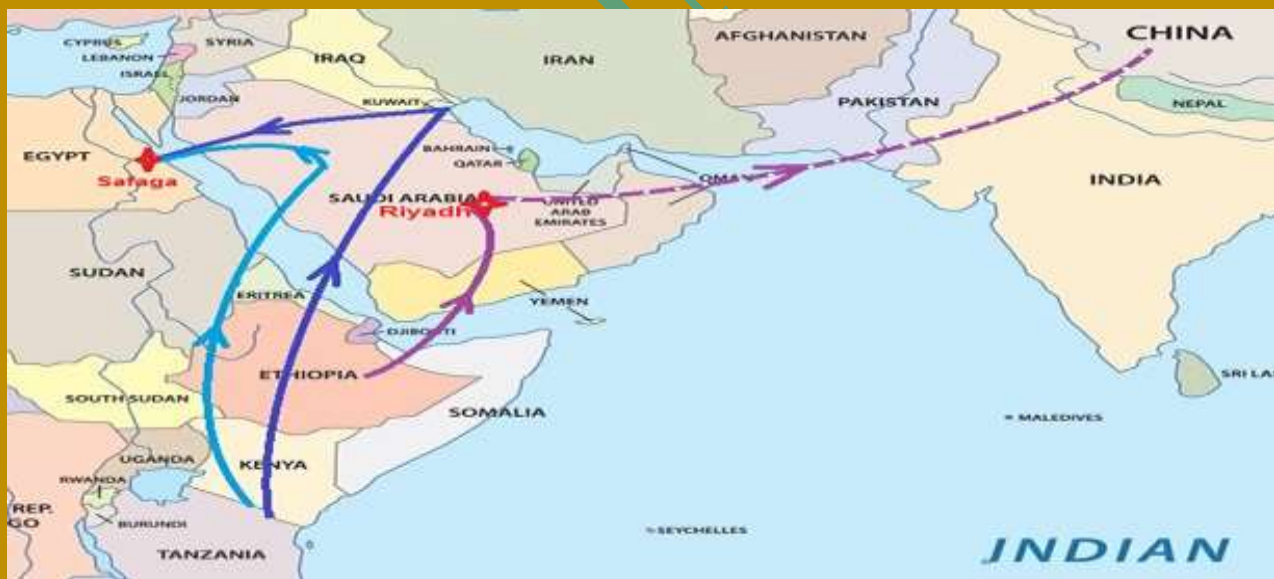 CHINA
AFGHANISTAN
CYPRUS
SYRIA
LEBANON
IRAQ
IRAN
ISRAEL
JORDAN
KUWAIT
PAKISTAN
NEPAL
EGYPT
BAHRAIN
QATAR
Safaga
OMAN
INDIA
SAUDI ARABIA
UNITED
ARAB
EMIRATES
Riyadh
SUDAN
ERITREA
YEMEN
DJIBOUTI
ETHIOPIA
SRI LA
SOUTH SUDAN
SOMALIA
MALEDIVES
UGANDA
KENYA
RWANDA
REP.
GO
BURUNDI
SEYCHELLES
TANZANIA
INDIAN